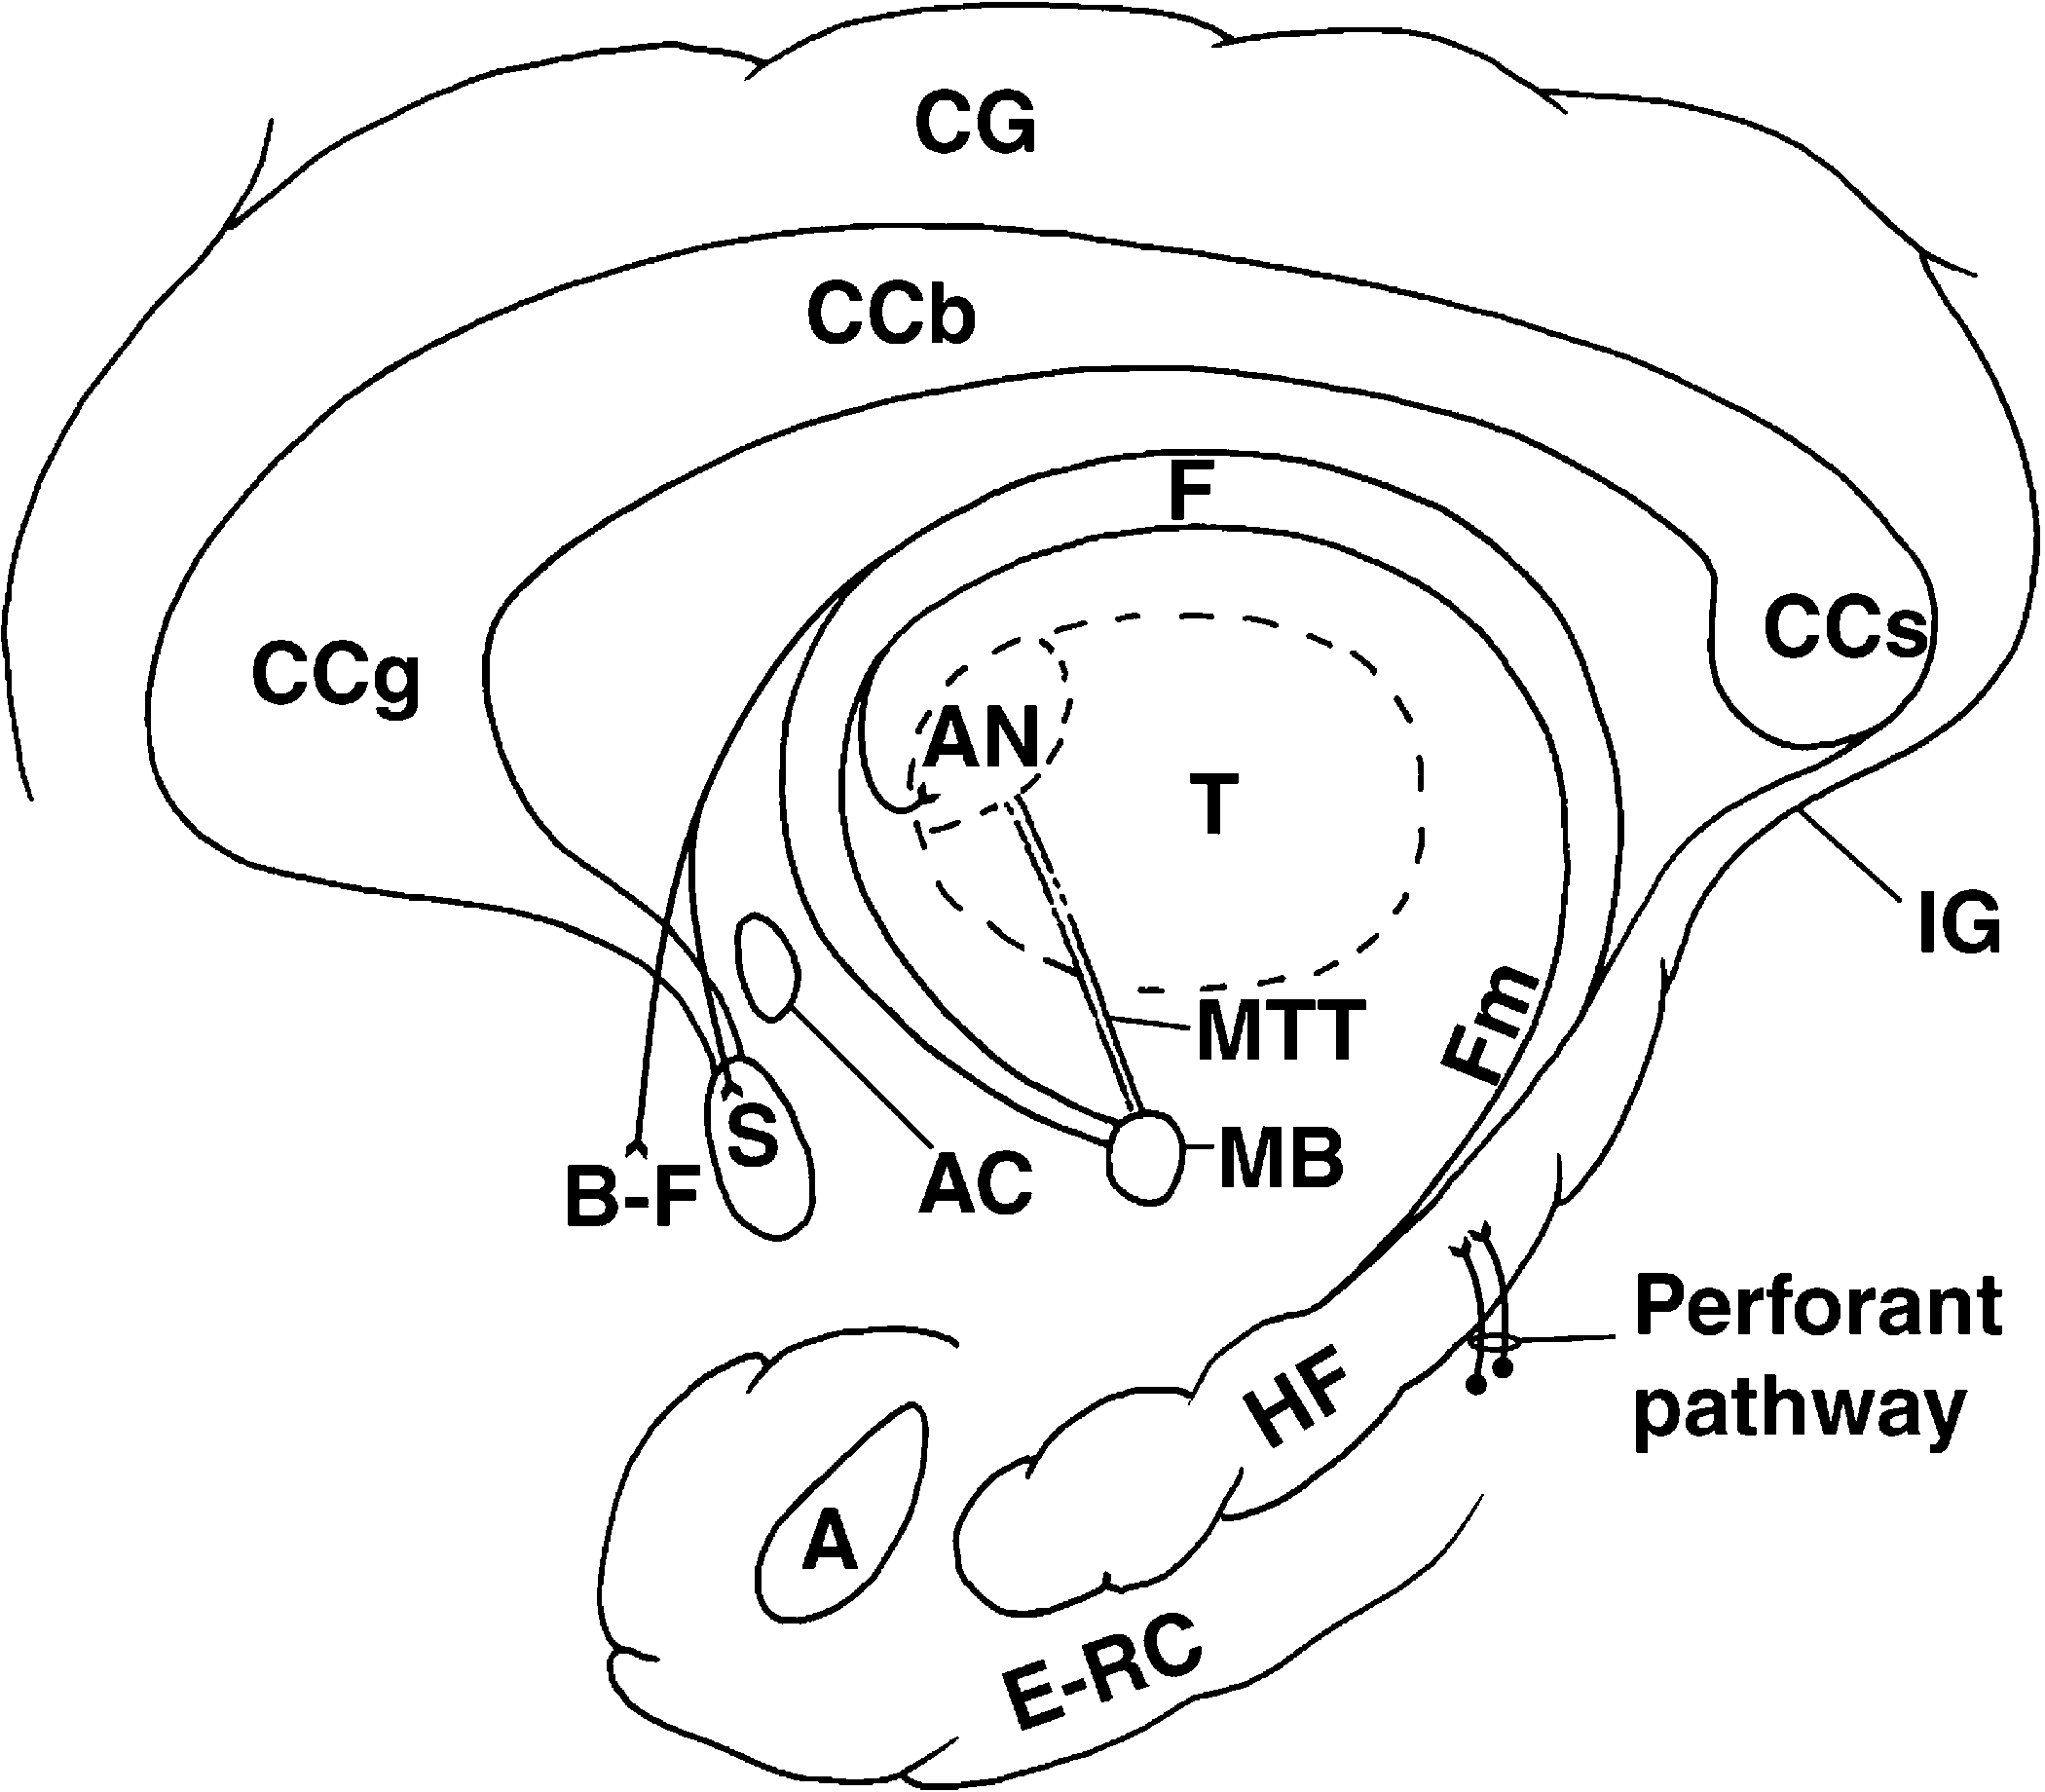 CG
CCb
F
CCg
CCs
AN
T
IG
Fm
MTT
S
MB
B-F
AC
Perforant
pathway
HF
A
E-RC